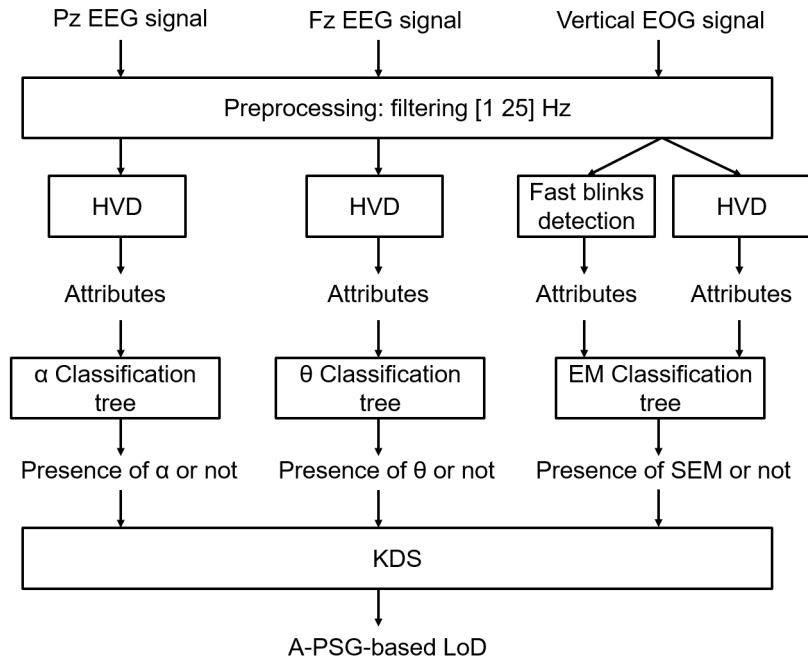 Pz EEG signal
Fz EEG signal
Vertical EOG signal
Preprocessing: filtering [1 25] Hz
HVD
HVD
Fast blinks
detection
HVD
Attributes
Attributes
Attributes
Attributes
α Classification
tree
θ Classification
tree
EM Classification
tree
Presence of α or not
Presence of θ or not
Presence of SEM or not
KDS
A-PSG-based LoD